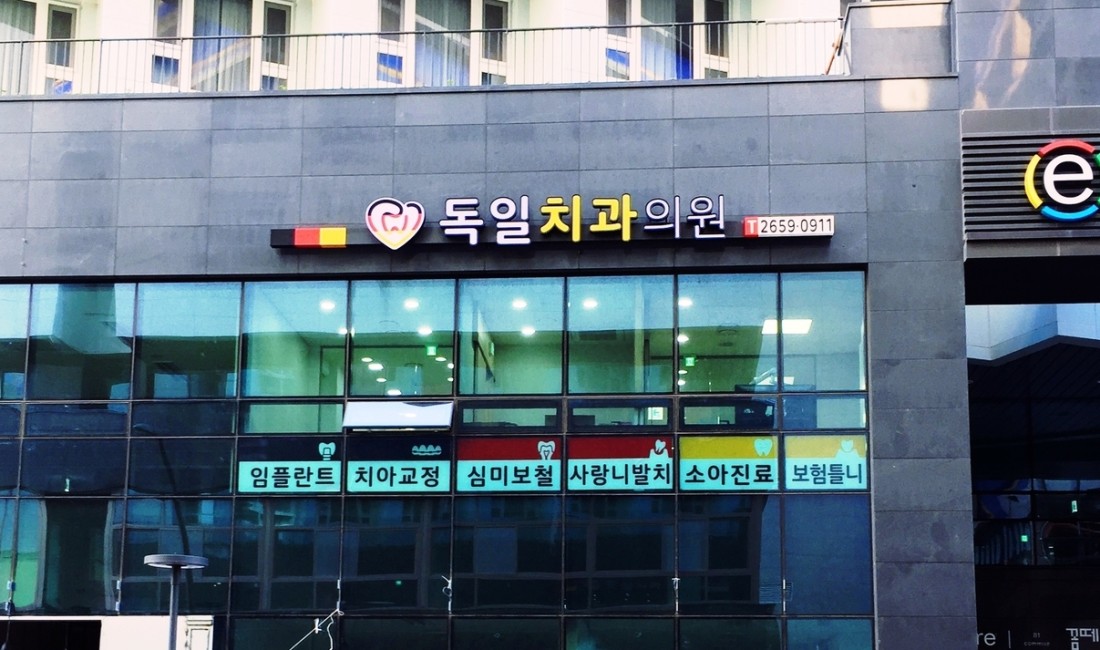 독일치과의원 T 2659·0911
e
임플란트 치아교정 심미보철 사랑니발치 소아진료 보험틀니
re